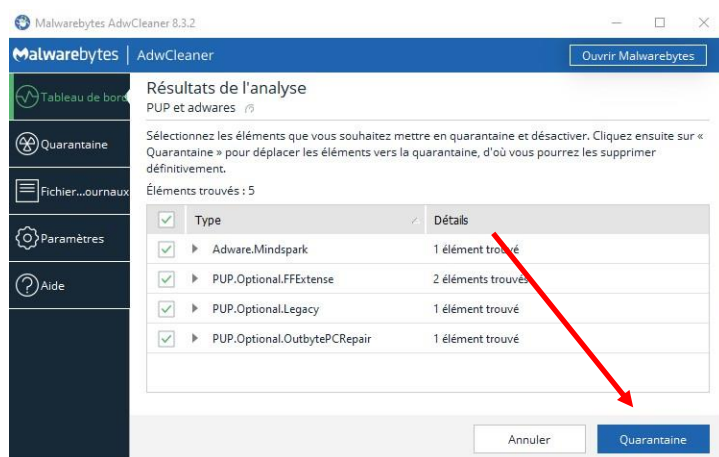 Malwarebytes AdwCleaner 8.3.2
Malwarebytes | AdwCleaner
Ouvrir Malwarebytes
Tableau de bord
Quarantaine
Fichier...ournaux
Paramètres
Aide
Résultats de l'analyse
PUP et adwares
Sélectionnez les éléments que vous souhaitez mettre en quarantaine et désactiver. Cliquez ensuite sur «
Quarantaine » pour déplacer les éléments vers la quarantaine, d'où vous pourrez les supprimer
définitivement.
Éléments trouvés : 5
Type Détails
Adware.Mindspark 1 élément trouvé
PUP.Optional.FFExtense 2 éléments trouvés
PUP.Optional.Legacy 1 élément trouvé
PUP.Optional.OutbytePCRepair 1 élément trouvé
Annuler Quarantaine